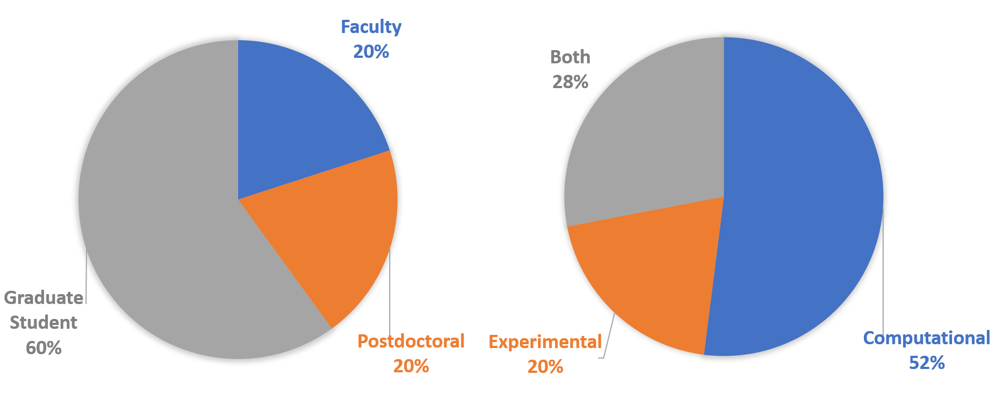 Faculty
20%
Graduate
Student
60%
Postdoctoral
20%
Both
28%
Experimental
20%
Computational
52%